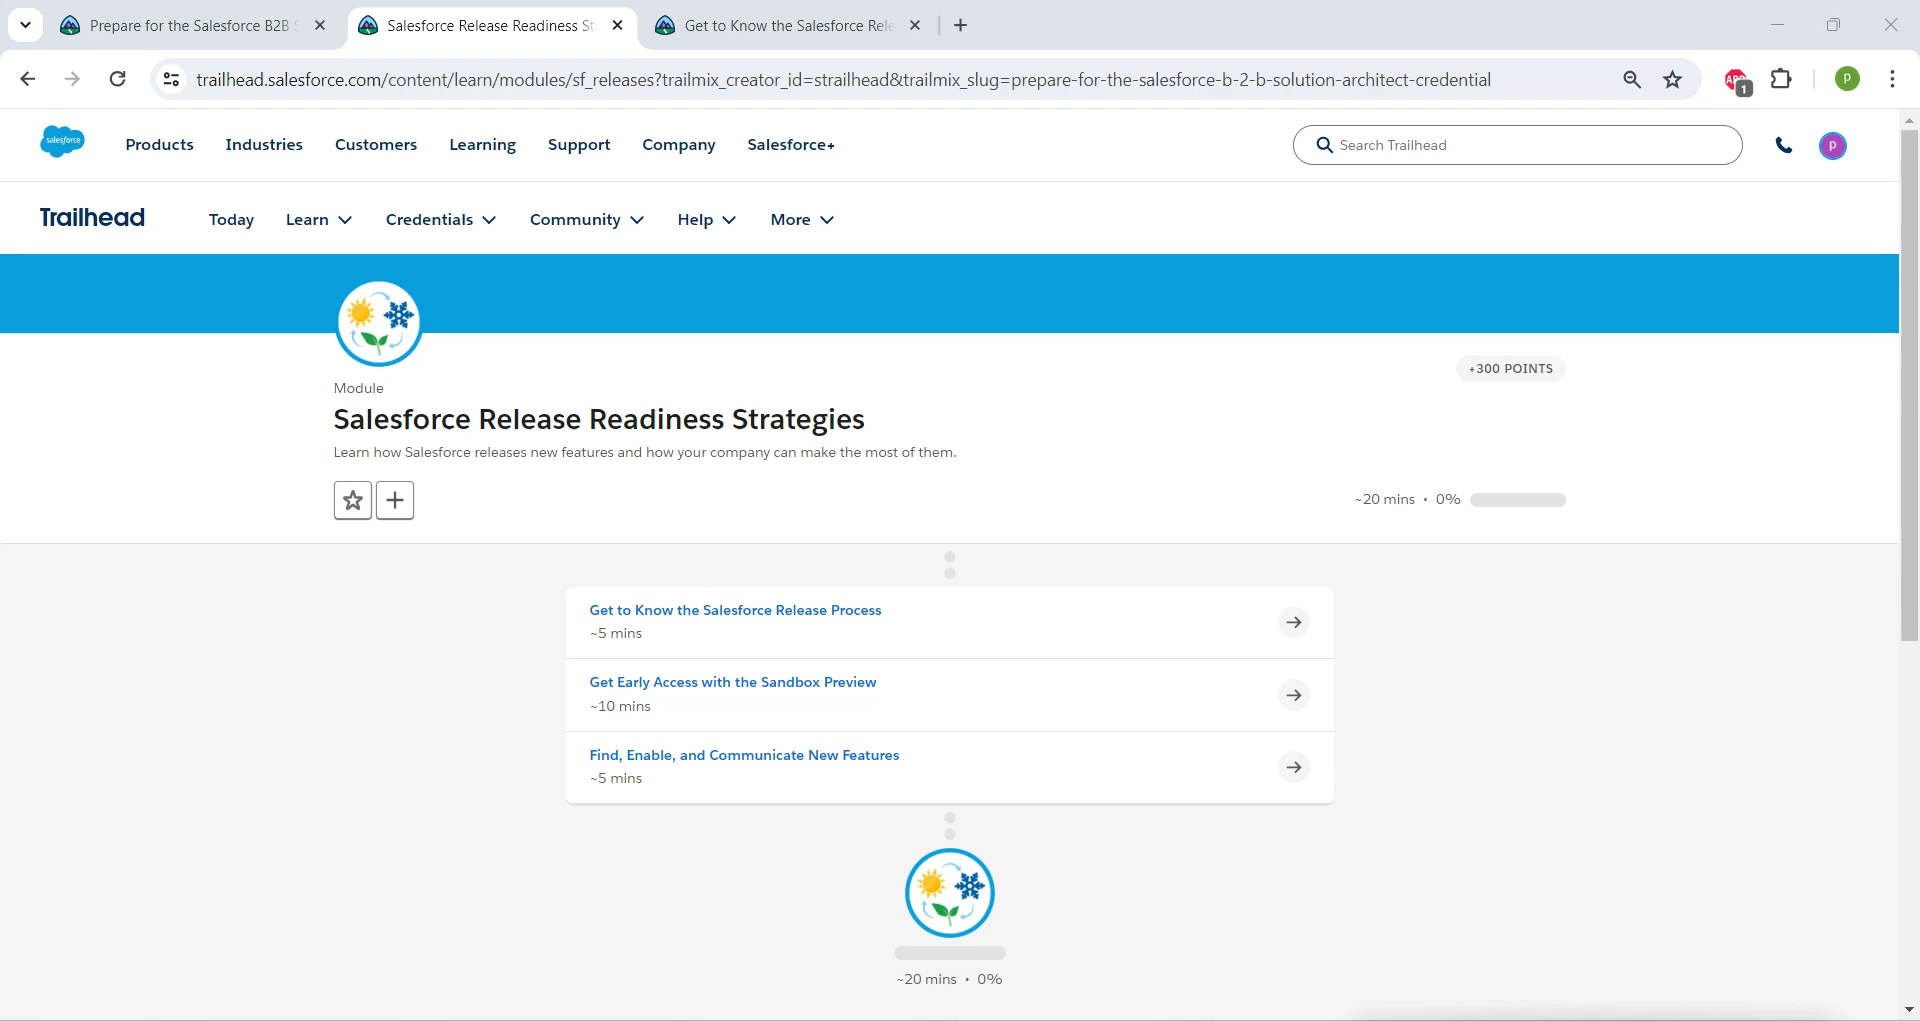 Prepare for the Salesforce B2B S
Salesforce Release Readiness St
Get to Know the Salesforce Rele
trailhead.salesforce.com/content/learn/modules/sf_releases?trailmix_creator_id=strailhead&trailmix_slug=prepare-for-the-salesforce-b-2-b-solution-architect-credential
ABP
1
P
salesforce
Products
Industries
Customers
Learning
Support
Company
Salesforce+
Search Trailhead
P
Trailhead
Today
Learn
Credentials
Community
Help
More
+300 POINTS
Module
Salesforce Release Readiness Strategies
Learn how Salesforce releases new features and how your company can make the most of them.
~20 mins • 0%
Get to Know the Salesforce Release Process
~5 mins
Get Early Access with the Sandbox Preview
~10 mins
Find, Enable, and Communicate New Features
~5 mins
~20 mins • 0%